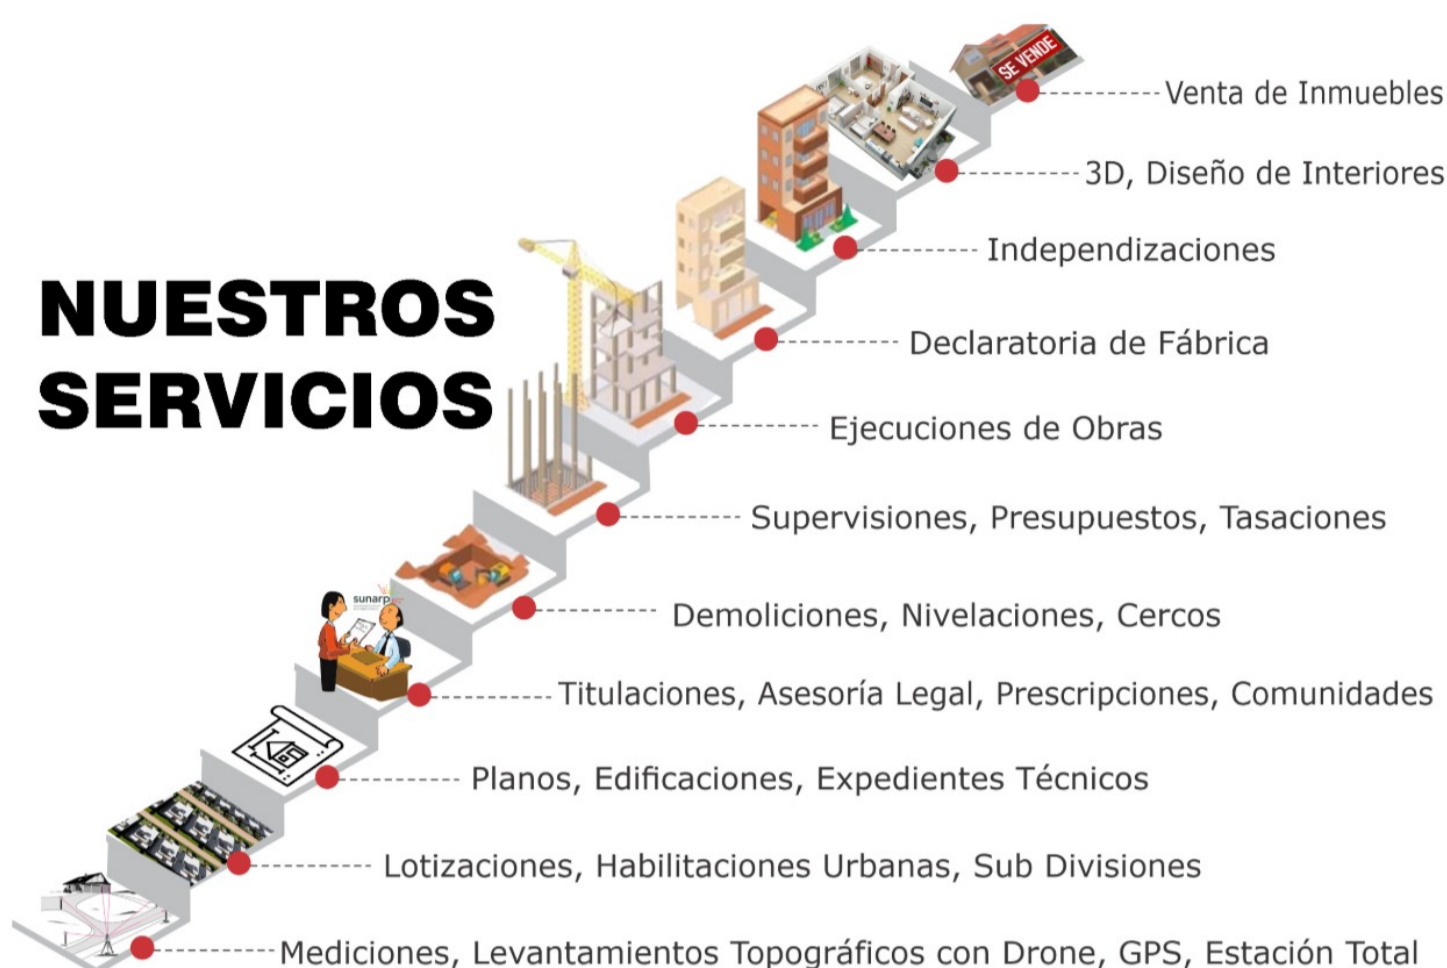 SE VENDE
Venta de Inmuebles
3D, Diseño de Interiores
Independizaciones
NUESTROS
SERVICIOS
Declaratoria de Fábrica
Ejecuciones de Obras
Supervisiones, Presupuestos, Tasaciones
sunarp
Demoliciones, Nivelaciones, Cercos
Titulaciones, Asesoría Legal, Prescripciones, Comunidades
Planos, Edificaciones, Expedientes Técnicos
Lotizaciones, Habilitaciones Urbanas, Sub Divisiones
Mediciones, Levantamientos Topográficos con Drone, GPS, Estación Total